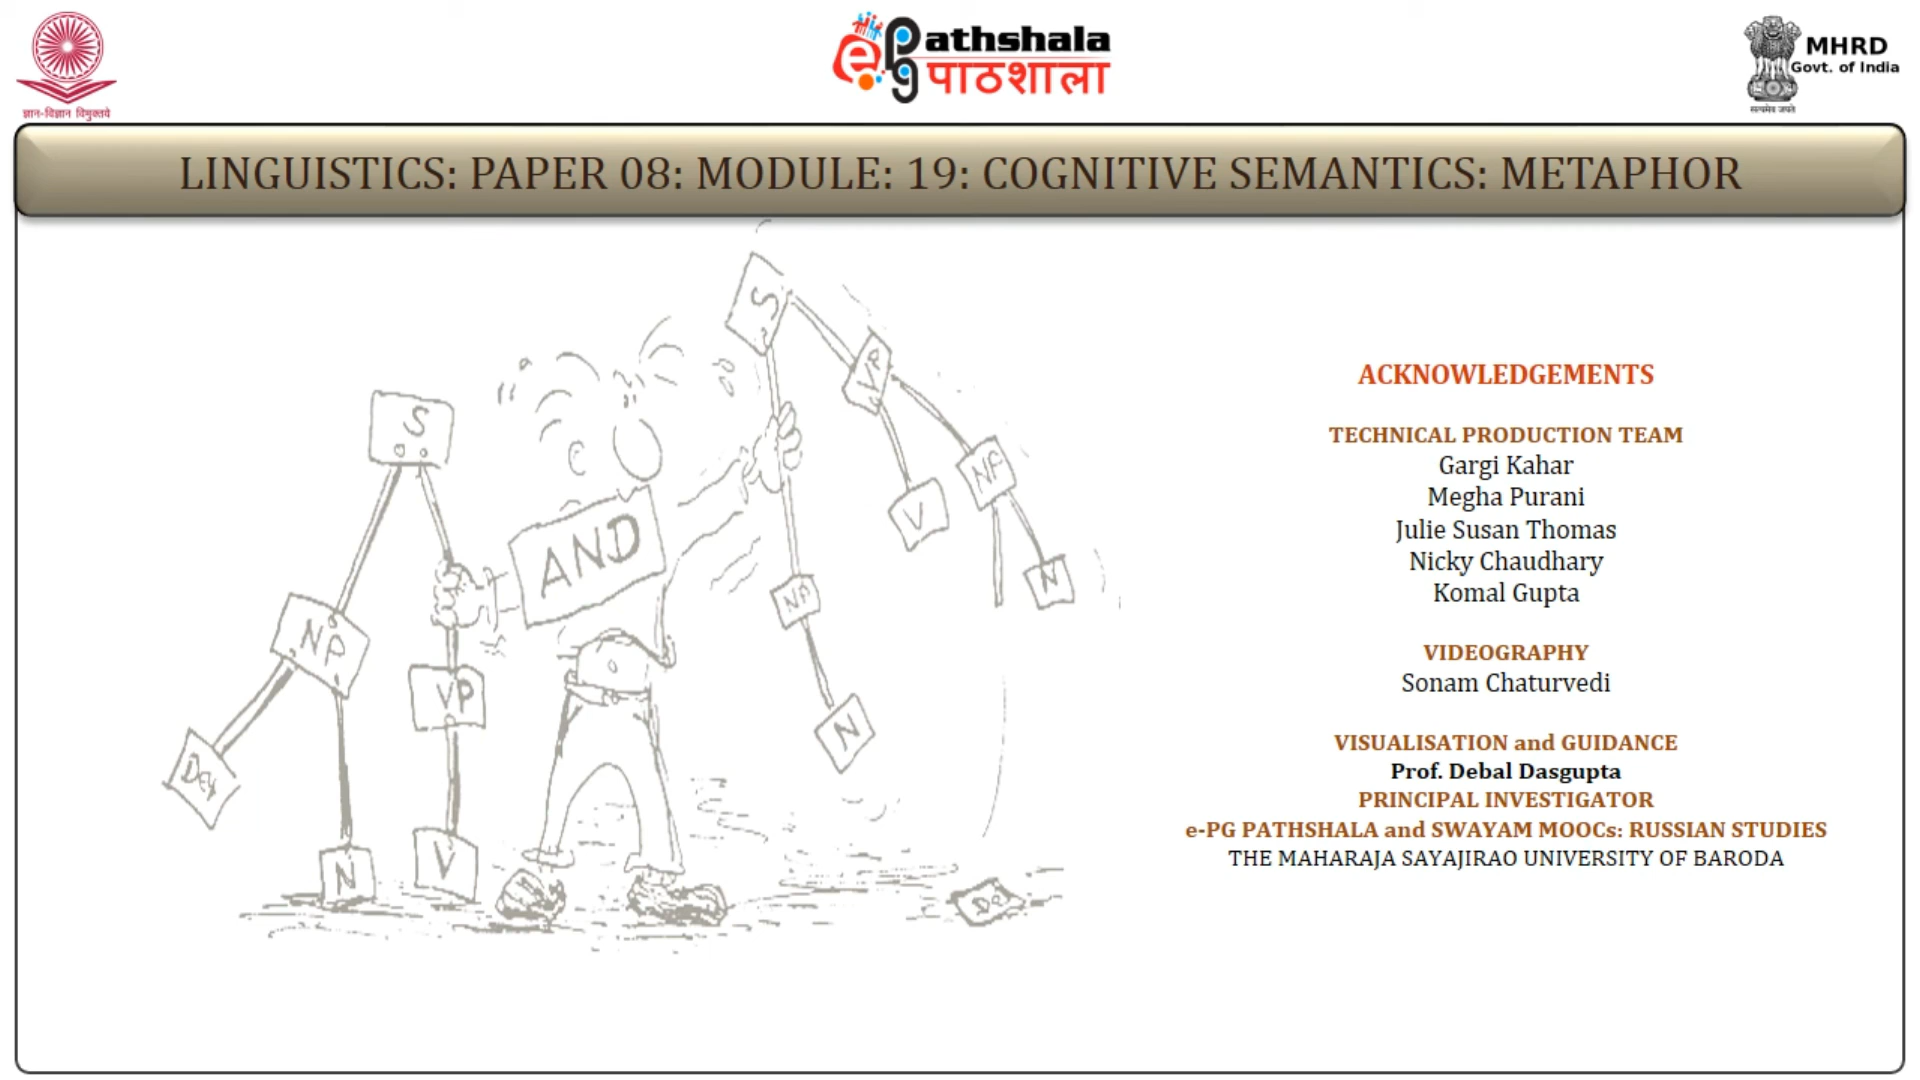 ज्ञान-विज्ञान विमुक्तये
ePG Pathshala
पाठशाला
MHRD
Govt. of India
सत्यमेव जयते
LINGUISTICS: PAPER 08: MODULE: 19: COGNITIVE SEMANTICS: METAPHOR
S
NP
Det
N
VP
V
AND
S
VP
V
NP
N
NP
N
De
ACKNOWLEDGEMENTS
TECHNICAL PRODUCTION TEAM
Gargi Kahar
Megha Purani
Julie Susan Thomas
Nicky Chaudhary
Komal Gupta
VIDEOGRAPHY
Sonam Chaturvedi
VISUALISATION and GUIDANCE
Prof. Debal Dasgupta
PRINCIPAL INVESTIGATOR
e-PG PATHSHALA and SWAYAM MOOCs: RUSSIAN STUDIES
THE MAHARAJA SAYAJIRAO UNIVERSITY OF BARODA